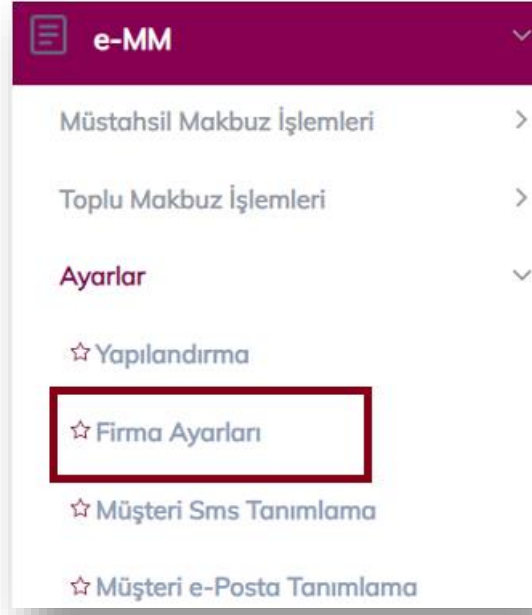 e-MM
Müstahsil Makbuz İşlemleri
Toplu Makbuz İşlemleri
Ayarlar
Yapılandırma
Firma Ayarları
Müşteri Sms Tanımlama
Müşteri e-Posta Tanımlama